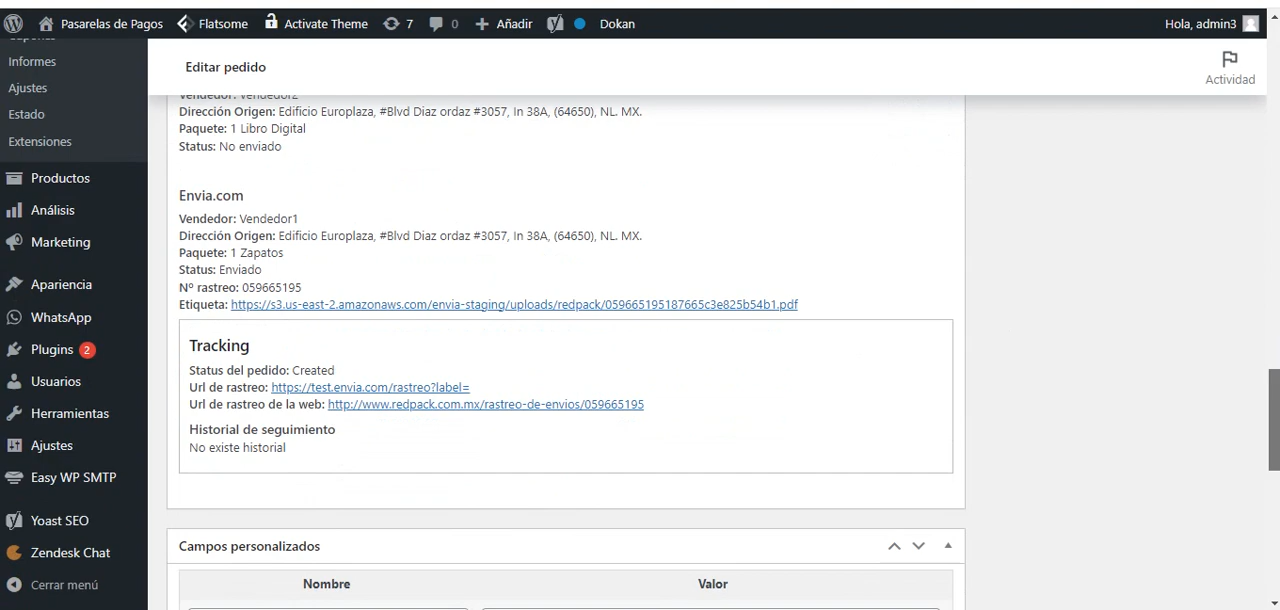 Pasarelas de Pagos
Flatsome
Activate Theme
7
0
Añadir
Dokan
Hola, admin3
Informes
Ajustes
Estado
Extensiones
Productos
Análisis
Marketing
Apariencia
WhatsApp
Plugins 2
Usuarios
Herramientas
Ajustes
Easy WP SMTP
Yoast SEO
Zendesk Chat
Cerrar menú
Editar pedido
Actividad
Vendedor: Vendedor2
Dirección Origen: Edificio Europlaza, #Blvd Diaz ordaz #3057, In 38A, (64650), NL. MX.
Paquete: 1 Libro Digital
Status: No enviado
Envia.com
Vendedor: Vendedor1
Dirección Origen: Edificio Europlaza, #Blvd Diaz ordaz #3057, In 38A, (64650), NL. MX.
Paquete: 1 Zapatos
Status: Enviado
Nº rastreo: 059665195
Etiqueta: https://s3.us-east-2.amazonaws.com/envia-staging/uploads/redpack/059665195187665c3e825b54b1.pdf
Tracking
Status del pedido: Created
Url de rastreo: https://test.envia.com/rastreo?label=
Url de rastreo de la web: http://www.redpack.com.mx/rastreo-de-envios/059665195
Historial de seguimiento
No existe historial
Campos personalizados
Nombre
Valor